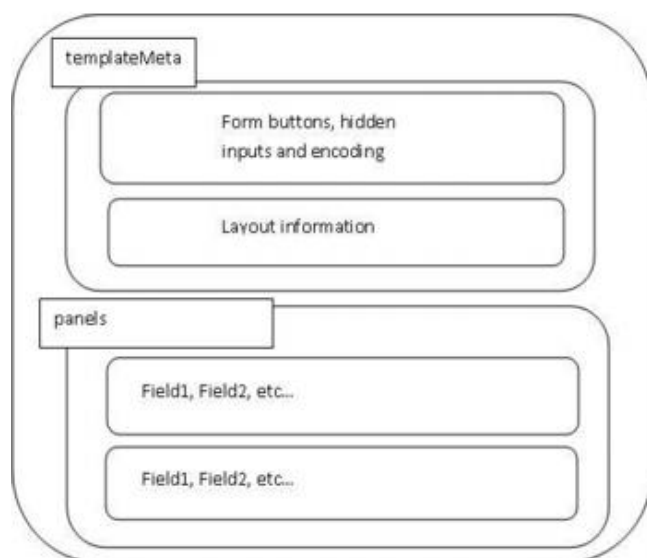 templateMeta
Form buttons, hidden
inputs and encoding
Layout information
panels
Field1, Field2, etc...
Field1, Field2, etc...